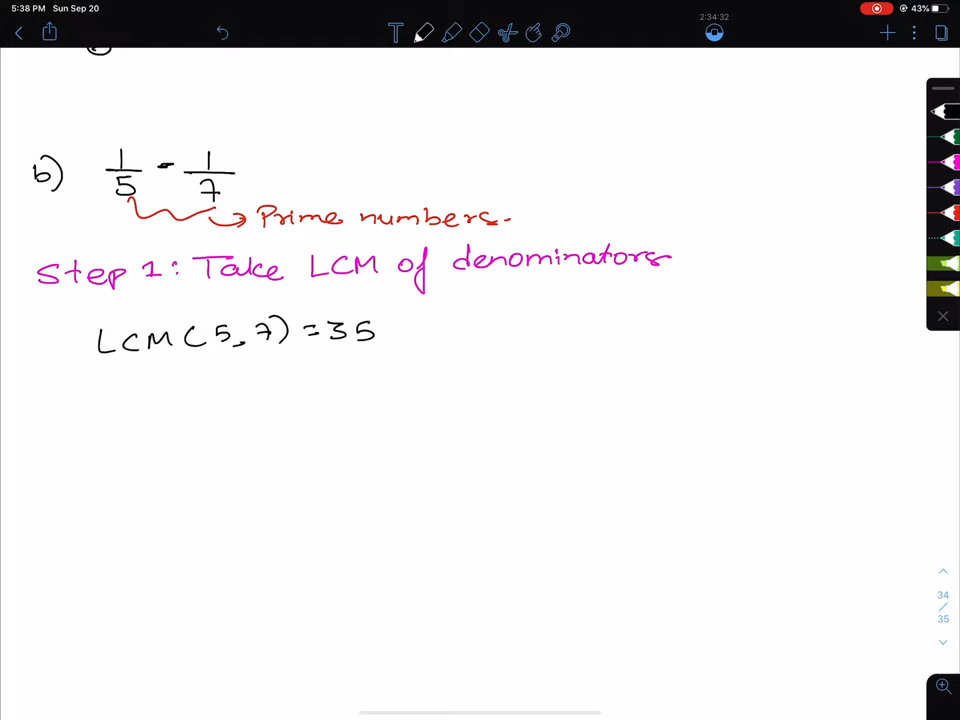 5:38 PM Sun Sep 20
2:34:32
43%
b) 1/5 - 1/7
Prime numbers.
Step 1: Take LCM of denominators
LCM(5,7) = 35
34
/
35